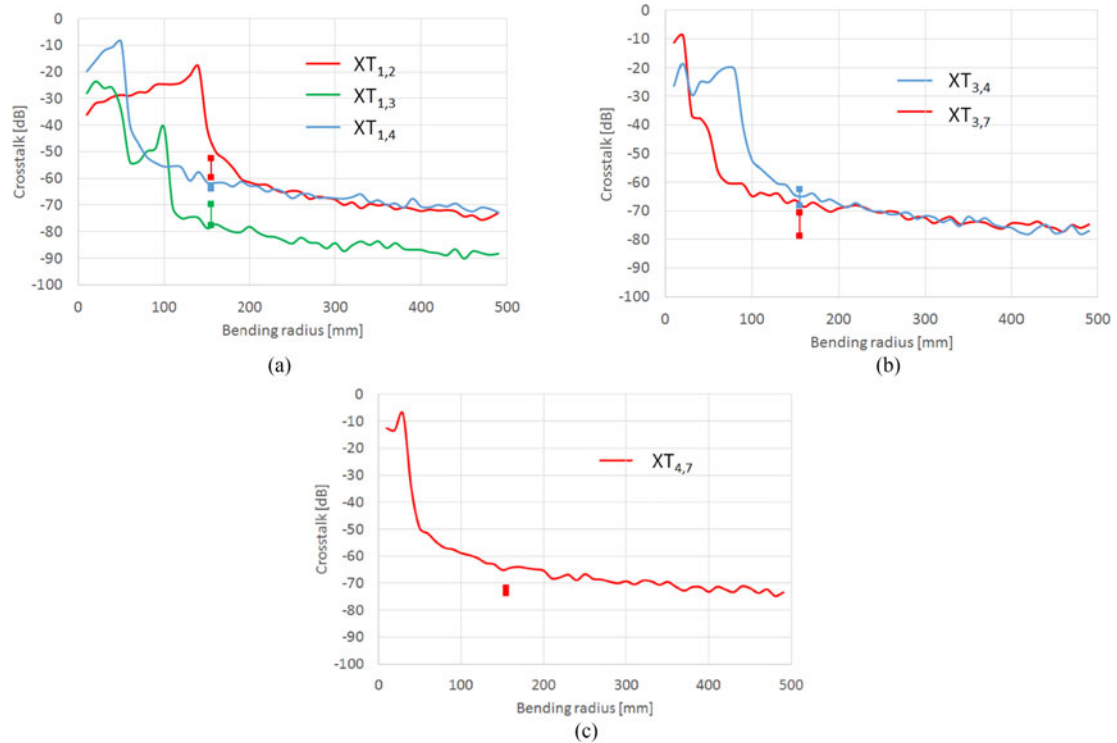 0
-10
-20
-30
-40
-50
-60
-70
-80
-90
-100
Crosstalk [dB]
XT1,2
XT1,3
XT1,4
0 100 200 300 400 500
Bending radius [mm]
(a)
0
-10
-20
-30
-40
-50
-60
-70
-80
-90
-100
Crosstalk [dB]
XT3,4
XT3,7
0 100 200 300 400 500
Bending radius [mm]
(b)
0
-10
-20
-30
-40
-50
-60
-70
-80
-90
-100
Crosstalk [dB]
XT4,7
0 100 200 300 400 500
Bending radius [mm]
(c)